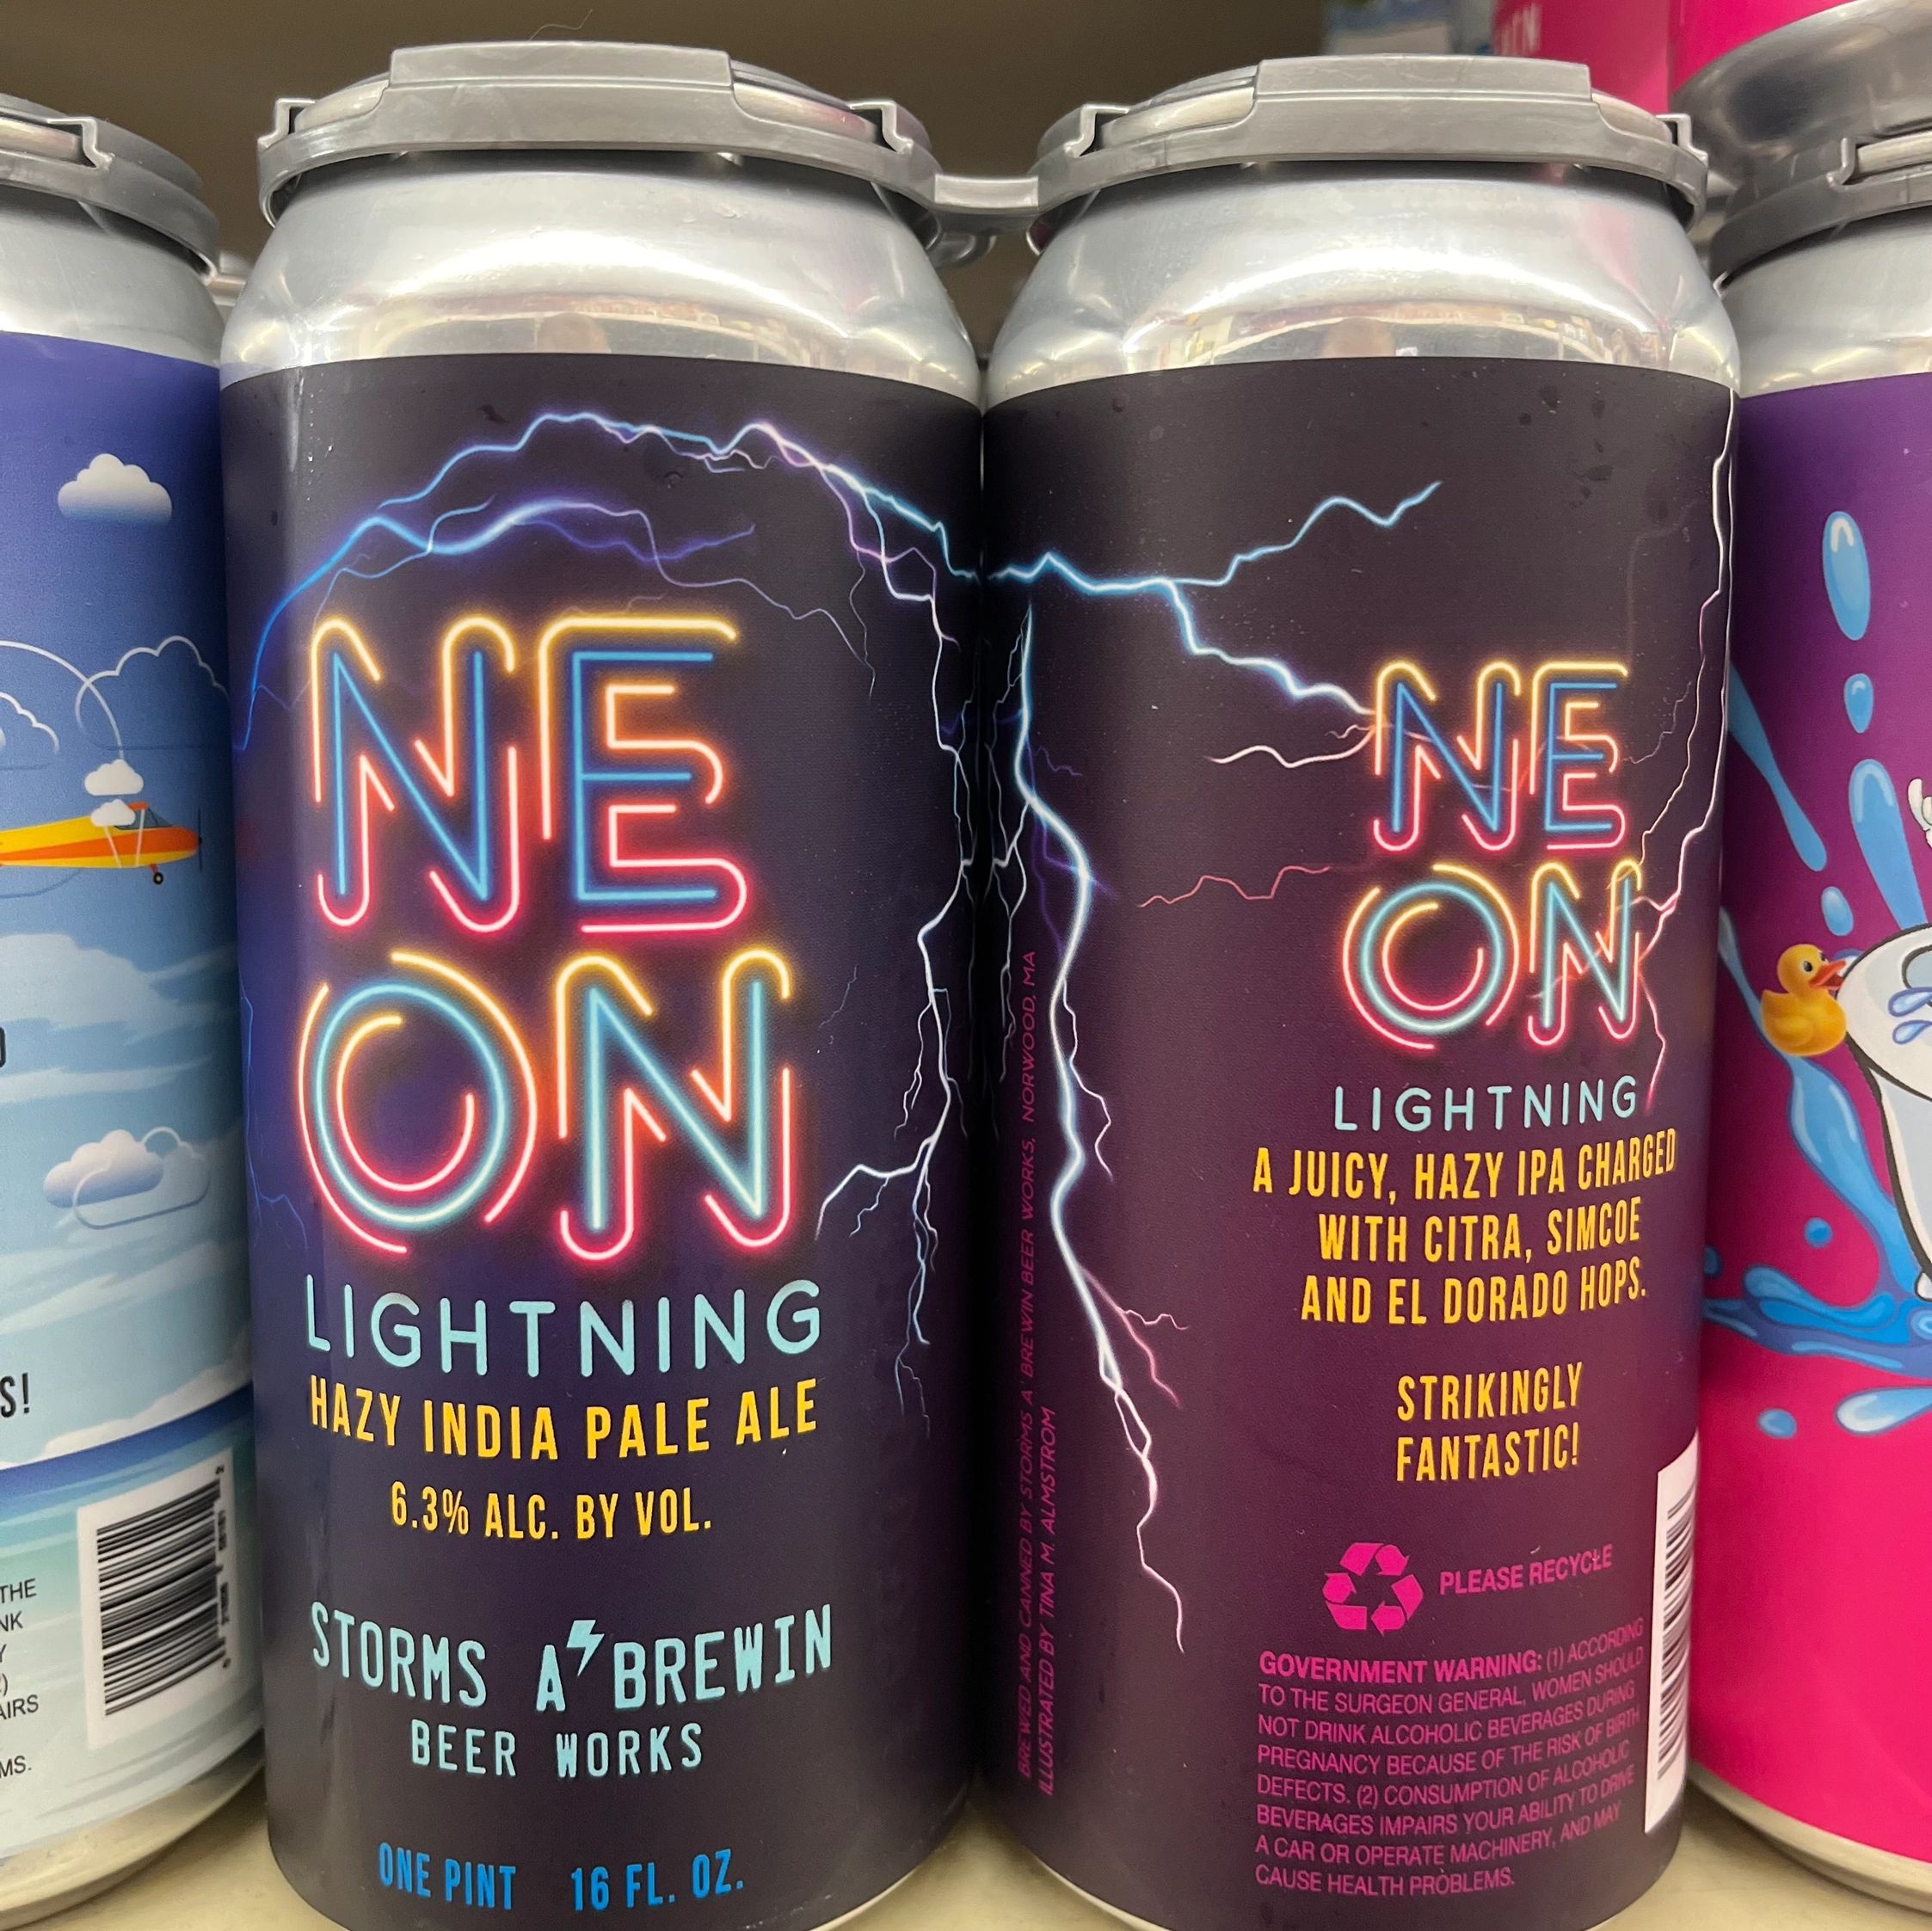 NE
ON
LIGHTNING
HAZY INDIA PALE ALE
6.3% ALC. BY VOL.
STORMS A'BREWIN
BEER WORKS
ONE PINT 16 FL. OZ.
BREWED AND CANNED BY STORMS A' BREWIN BEER WORKS, NORWOOD, MA
ILLUSTRATED BY TINA M. ALMSTROM
NE
ON
LIGHTNING
A JUICY, HAZY IPA CHARGED
WITH CITRA, SIMCOE
AND EL DORADO HOPS.
STRIKINGLY
FANTASTIC!
PLEASE RECYCLE
GOVERNMENT WARNING: (1) ACCORDING
TO THE SURGEON GENERAL, WOMEN SHOULD
NOT DRINK ALCOHOLIC BEVERAGES DURING
PREGNANCY BECAUSE OF THE RISK OF BIRTH
DEFECTS. (2) CONSUMPTION OF ALCOHOLIC
BEVERAGES IMPAIRS YOUR ABILITY TO DRIVE
A CAR OR OPERATE MACHINERY, AND MAY
CAUSE HEALTH PROBLEMS.
S!
THE
NK
Y
)
AIRS
MS.